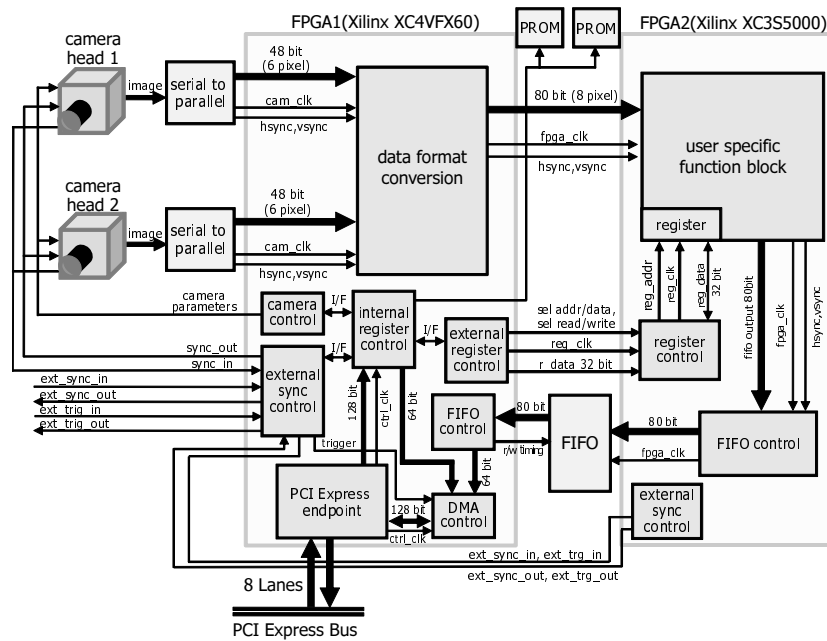 FPGA1(Xilinx XC4VFX60)
PROM
PROM
FPGA2(Xilinx XC3S5000)
camera
head 1
image
serial to
parallel
48 bit
(6 pixel)
cam_clk
hsync,vsync
data format
conversion
80 bit (8 pixel)
fpga_clk
hsync,vsync
user specific
function block
register
camera
head 2
image
serial to
parallel
48 bit
(6 pixel)
cam_clk
hsync,vsync
reg_addr
reg_clk
reg_data
32 bit
fifo output 80bit
fpga_clk
hsync,vsync
camera
parameters
camera
control
I/F
internal
register
control
I/F
external
register
control
sel addr/data,
sel read/write
reg_clk
r_data 32 bit
register
control
sync_out
sync_in
ext_sync_in
ext_sync_out
ext_trig_in
ext_trig_out
external
sync
control
I/F
128 bit
ctrl_clk
64 bit
trigger
FIFO
control
80 bit
r/w timing
64 bit
FIFO
80 bit
fpga_clk
FIFO control
PCI Express
endpoint
128 bit
ctrl_clk
DMA
control
external
sync
control
ext_sync_in, ext_trg_in
ext_sync_out, ext_trg_out
8 Lanes
PCI Express Bus